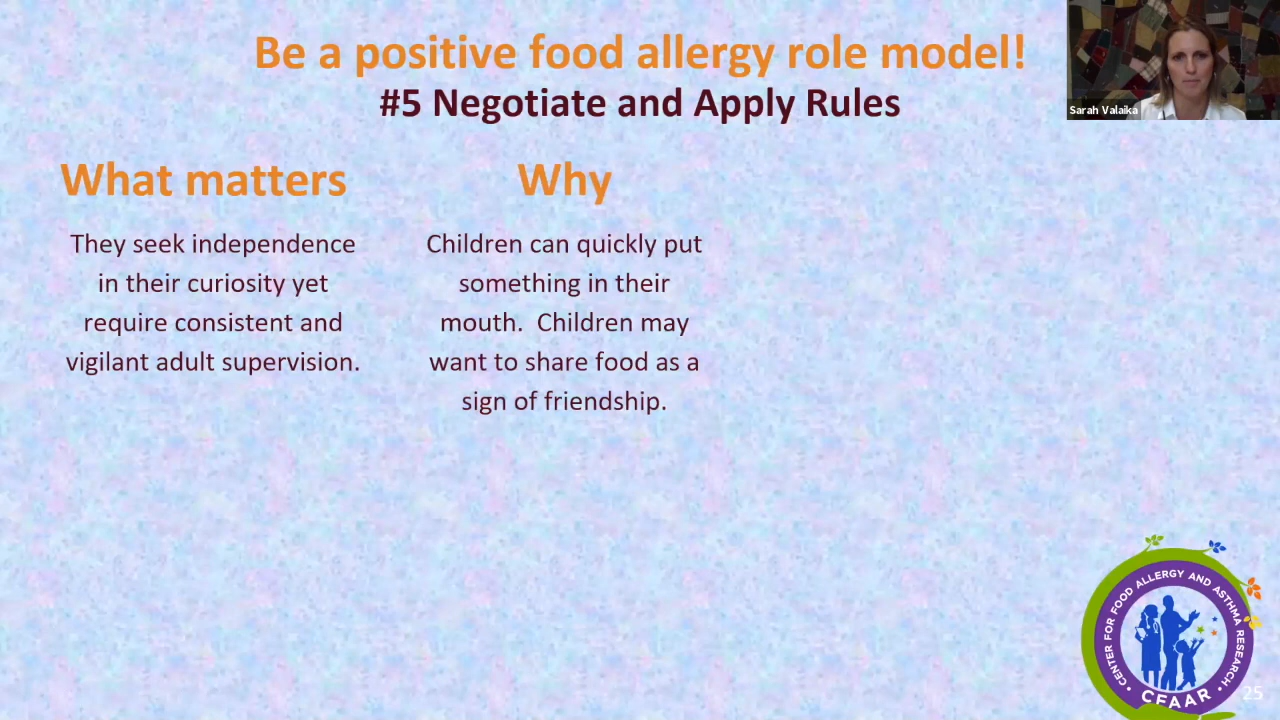 Be a positive food allergy role model!
#5 Negotiate and Apply Rules
Sarah Valaika
What matters
They seek independence
in their curiosity yet
require consistent and
vigilant adult supervision.
Why
Children can quickly put
something in their
mouth.  Children may
want to share food as a
sign of friendship.
CENTER FOR FOOD ALLERGY AND ASTHMA RESEARCH
• CFAAR •
25